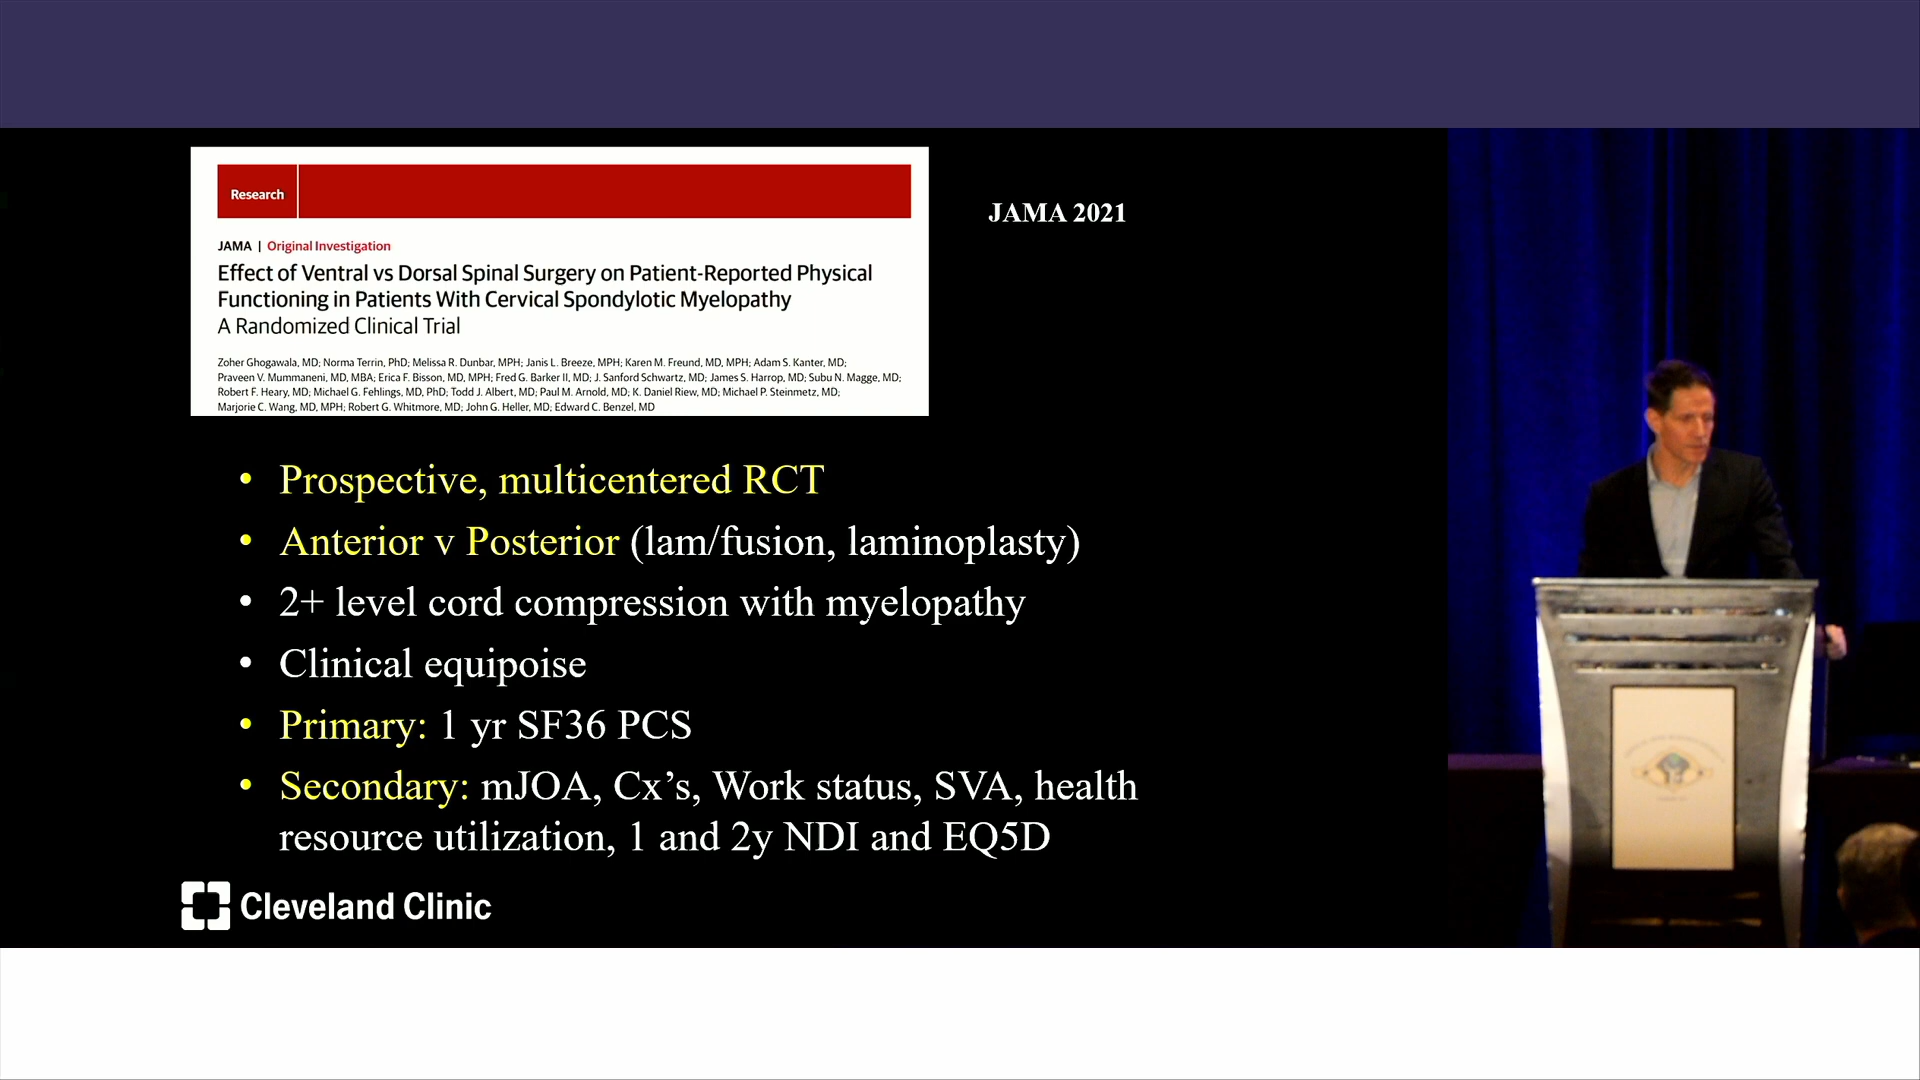 Research
JAMA | Original Investigation
Effect of Ventral vs Dorsal Spinal Surgery on Patient-Reported Physical
Functioning in Patients With Cervical Spondylotic Myelopathy
A Randomized Clinical Trial
Zoher Ghogawala, MD; Norma Terrin, PhD; Melissa R. Dunbar, MPH; Janis L. Breeze, MPH; Karen M. Freund, MD, MPH; Adam S. Kanter, MD;
Praveen V. Mummaneni, MD, MBA; Erica F. Bisson, MD, MPH; Fred G. Barker II, MD; J. Sanford Schwartz, MD; James S. Harrop, MD; Subu N. Magge, MD;
Robert F. Heary, MD; Michael G. Fehlings, MD, PhD; Todd J. Albert, MD; Paul M. Arnold, MD; K. Daniel Riew, MD; Michael P. Steinmetz, MD;
Marjorie C. Wang, MD, MPH; Robert G. Whitmore, MD; John G. Heller, MD; Edward C. Benzel, MD
JAMA 2021
• Prospective, multicentered RCT
• Anterior v Posterior (lam/fusion, laminoplasty)
• 2+ level cord compression with myelopathy
• Clinical equipoise
• Primary: 1 yr SF36 PCS
• Secondary: mJOA, Cx’s, Work status, SVA, health
resource utilization, 1 and 2y NDI and EQ5D
Cleveland Clinic